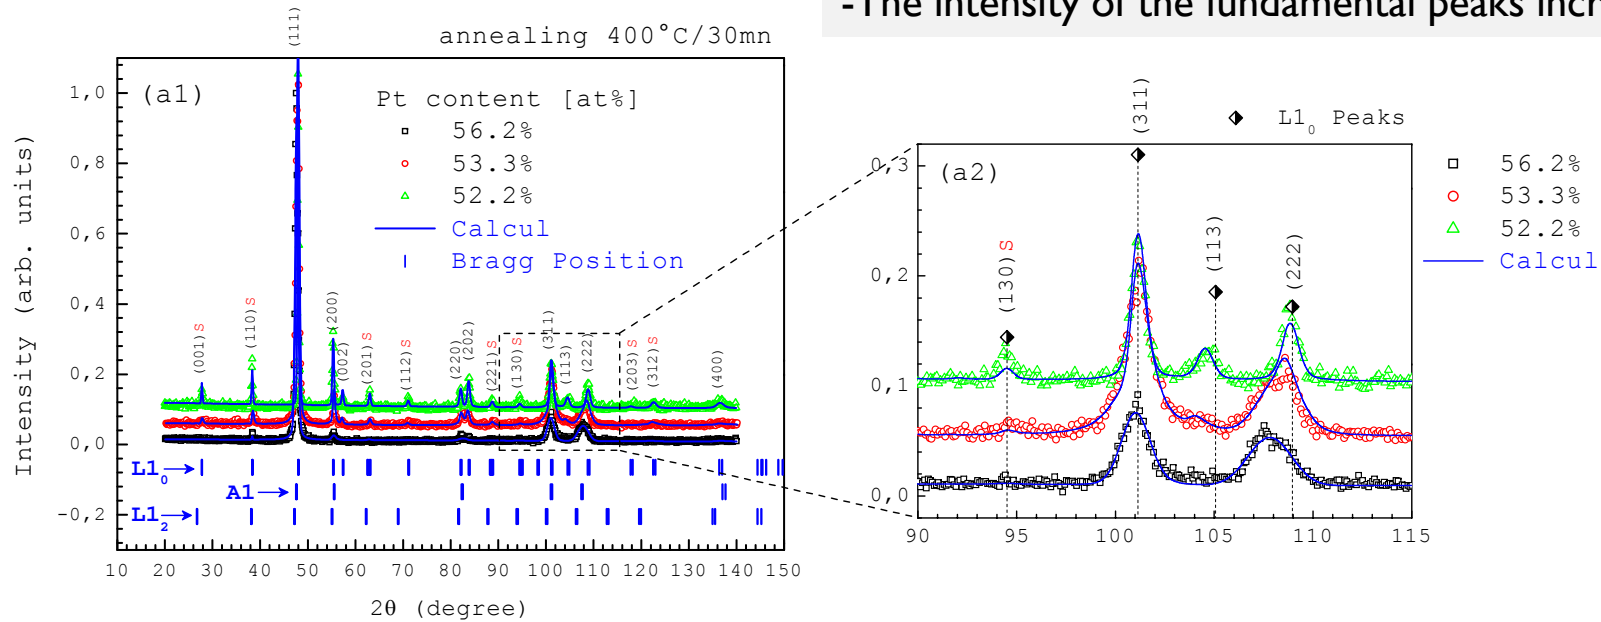 -The intensity of the fundamental peaks incr
annealing 400°C/30mn
(111)
(a1)
Pt content [at%]
56.2%
53.3%
52.2%
Calcul
Bragg Position
Intensity (arb. units)
1,0
0,8
0,6
0,4
0,2
0,0
-0,2
(001)S
(110)S
(200)
(002)
(201)S
(112)S
(220)
(202)
(221)S
(130)S
(311)
(113)
(222)
(203)S
(312)S
(400)
L1₀
A1
L1₂
10 20 30 40 50 60 70 80 90 100 110 120 130 140 150
2θ (degree)
L1₀ Peaks
(a2)
56.2%
53.3%
52.2%
Calcul
0,3
0,2
0,1
0,0
(130)S
(311)
(113)
(222)
90 95 100 105 110 115